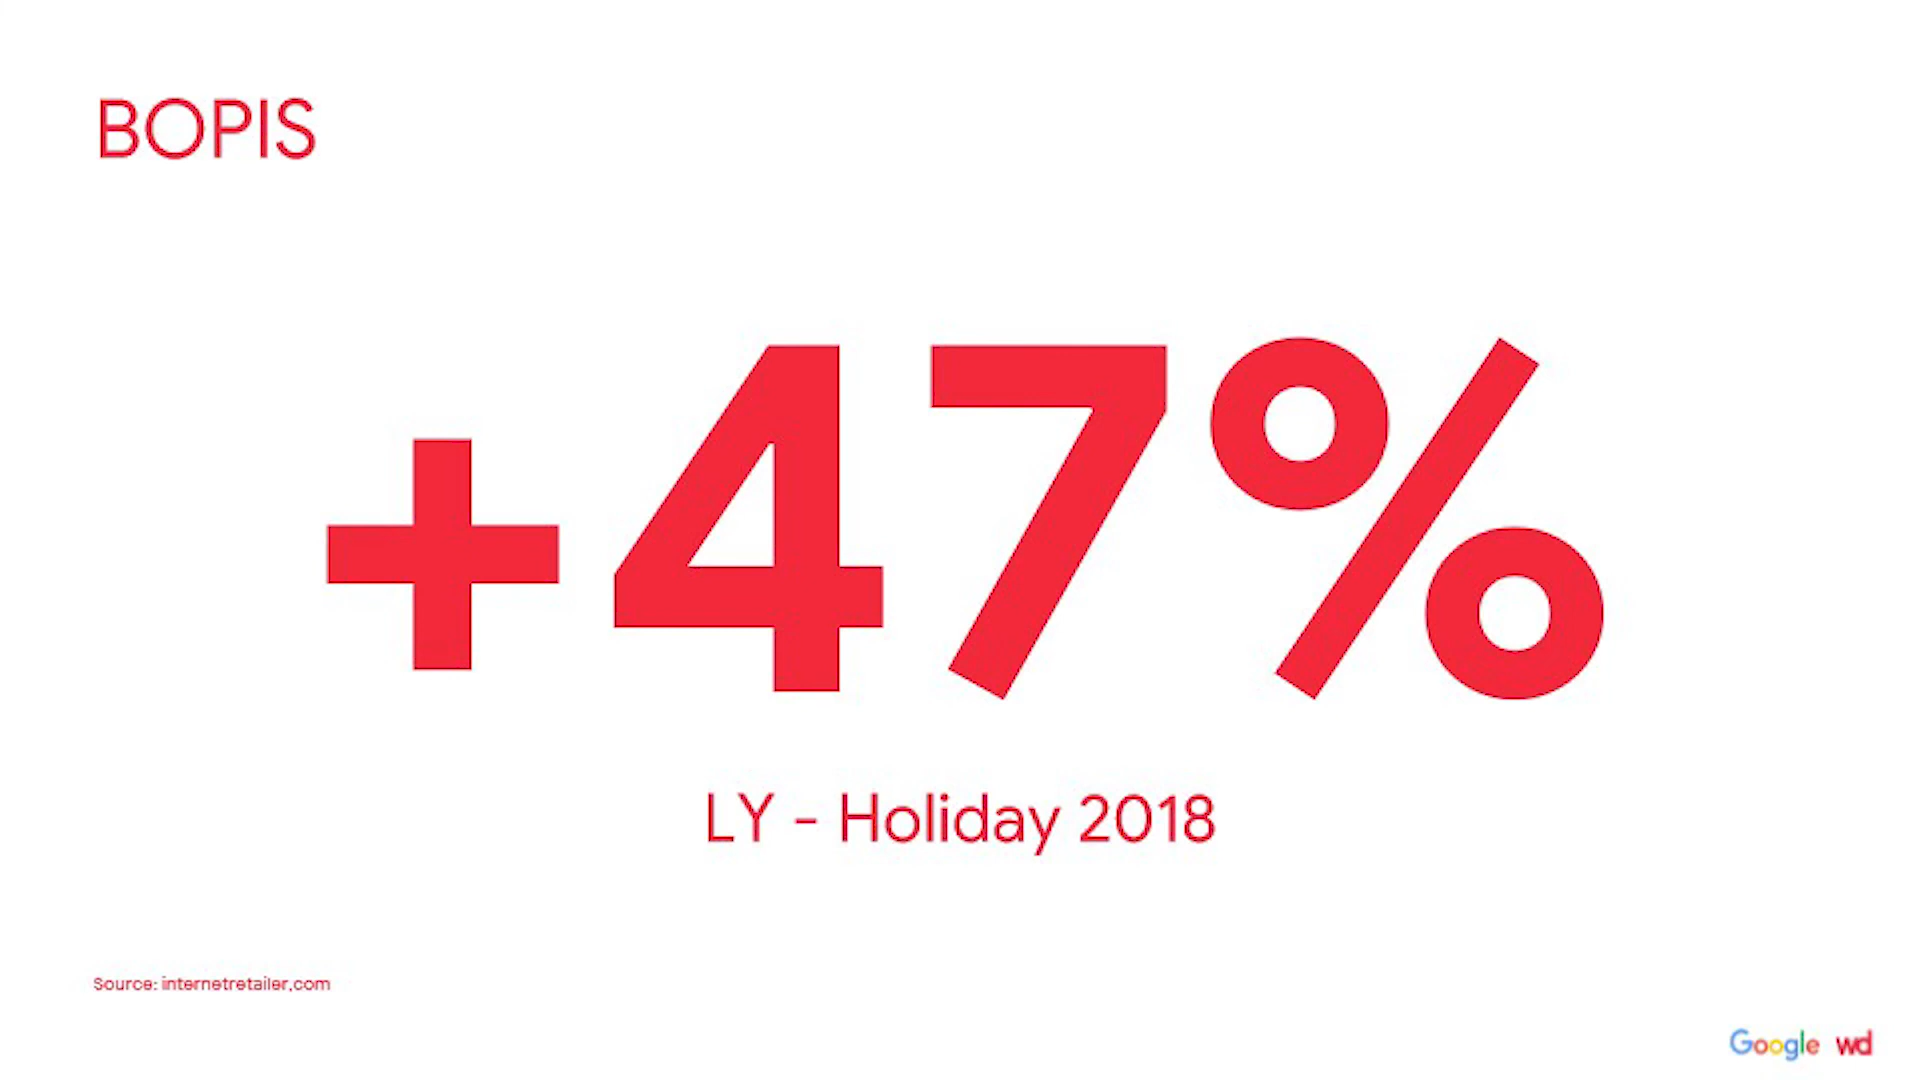 BOPIS
+47%
LY - Holiday 2018
Source: internetretailer.com
Google wd